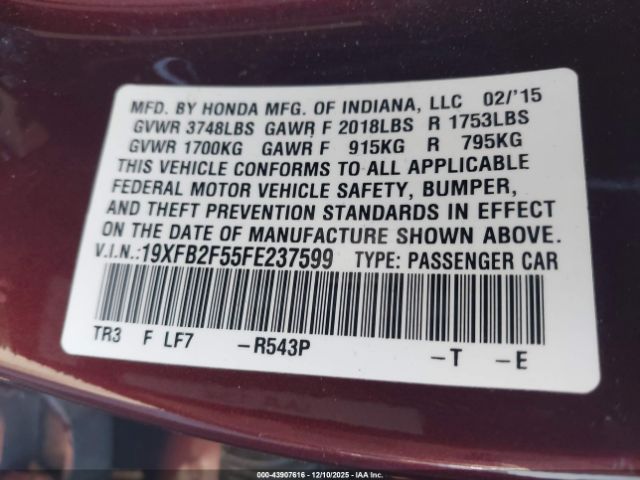 MFD. BY HONDA MFG. OF INDIANA, LLC 02/'15
GVWR 3748LBS GAWR F 2018LBS R 1753LBS
GVWR 1700KG GAWR F 915KG R 795KG
THIS VEHICLE CONFORMS TO ALL APPLICABLE
FEDERAL MOTOR VEHICLE SAFETY, BUMPER,
AND THEFT PREVENTION STANDARDS IN EFFECT
ON THE DATE OF MANUFACTURE SHOWN ABOVE.
V.I.N.:19XFB2F55FE237599 TYPE: PASSENGER CAR
TR3 F LF7 –R543P –T –E
000-43907616 - 12/10/2025 - IAA Inc.